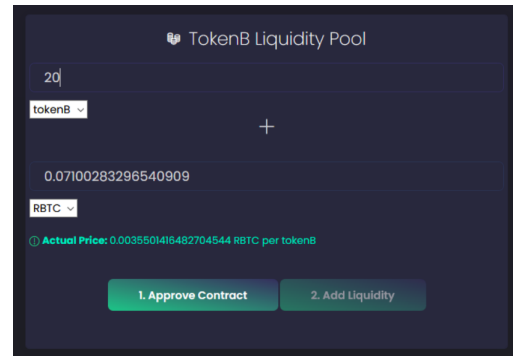 TokenB Liquidity Pool
20
tokenB
+
0.07100283296540909
RBTC
Actual Price: 0.0035501416482704544 RBTC per tokenB
1. Approve Contract 2. Add Liquidity